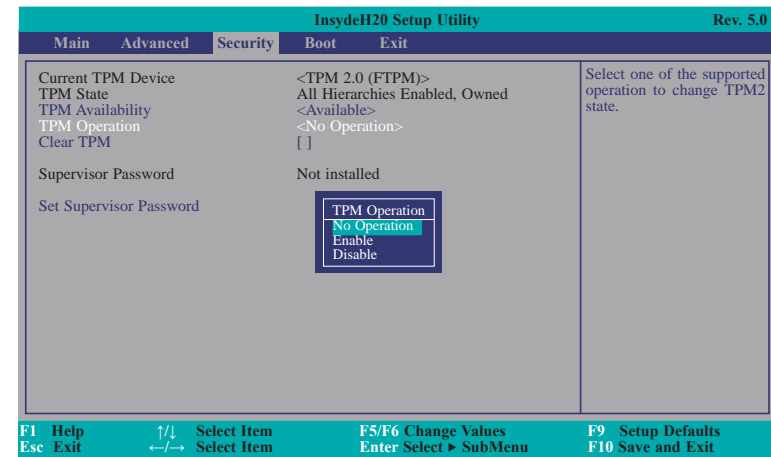 InsydeH20 Setup Utility Rev. 5.0
Main Advanced Security Boot Exit
Current TPM Device <TPM 2.0 (FTPM)>
TPM State All Hierarchies Enabled, Owned
TPM Availability <Available>
TPM Operation <No Operation>
Clear TPM [ ]
Supervisor Password Not installed
Set Supervisor Password
TPM Operation
No Operation
Enable
Disable
Select one of the supported
operation to change TPM2
state.
F1 Help ↑/↓ Select Item F5/F6 Change Values F9 Setup Defaults
Esc Exit ←/→ Select Item Enter Select ► SubMenu F10 Save and Exit